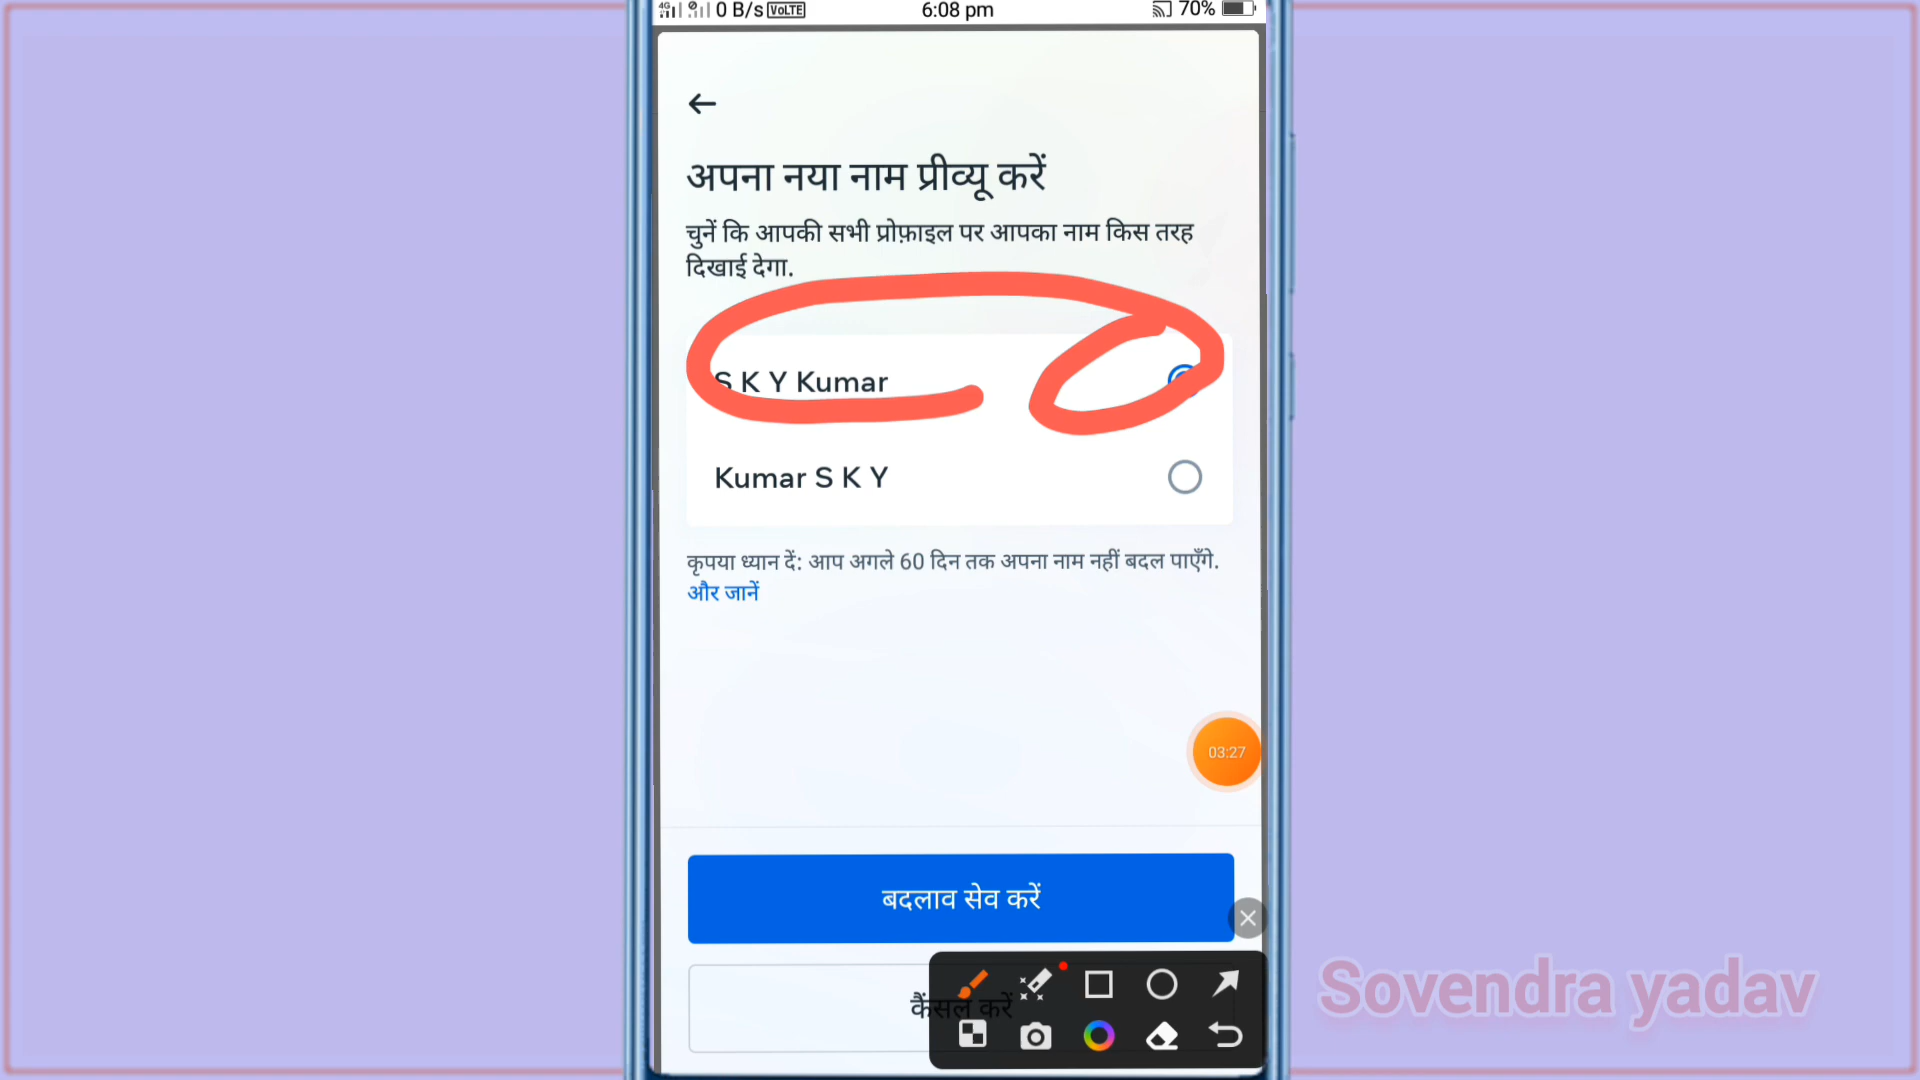 4G 0 B/s VoLTE 6:08 pm 70%
अपना नया नाम प्रीव्यू करें
चुनें कि आपकी सभी प्रोफ़ाइल पर आपका नाम किस तरह
दिखाई देगा.
S K Y Kumar
Kumar S K Y
कृपया ध्यान दें: आप अगले 60 दिन तक अपना नाम नहीं बदल पाएँगे.
और जानें
03:27
बदलाव सेव करें
कैंसल करें
Sovendra yadav